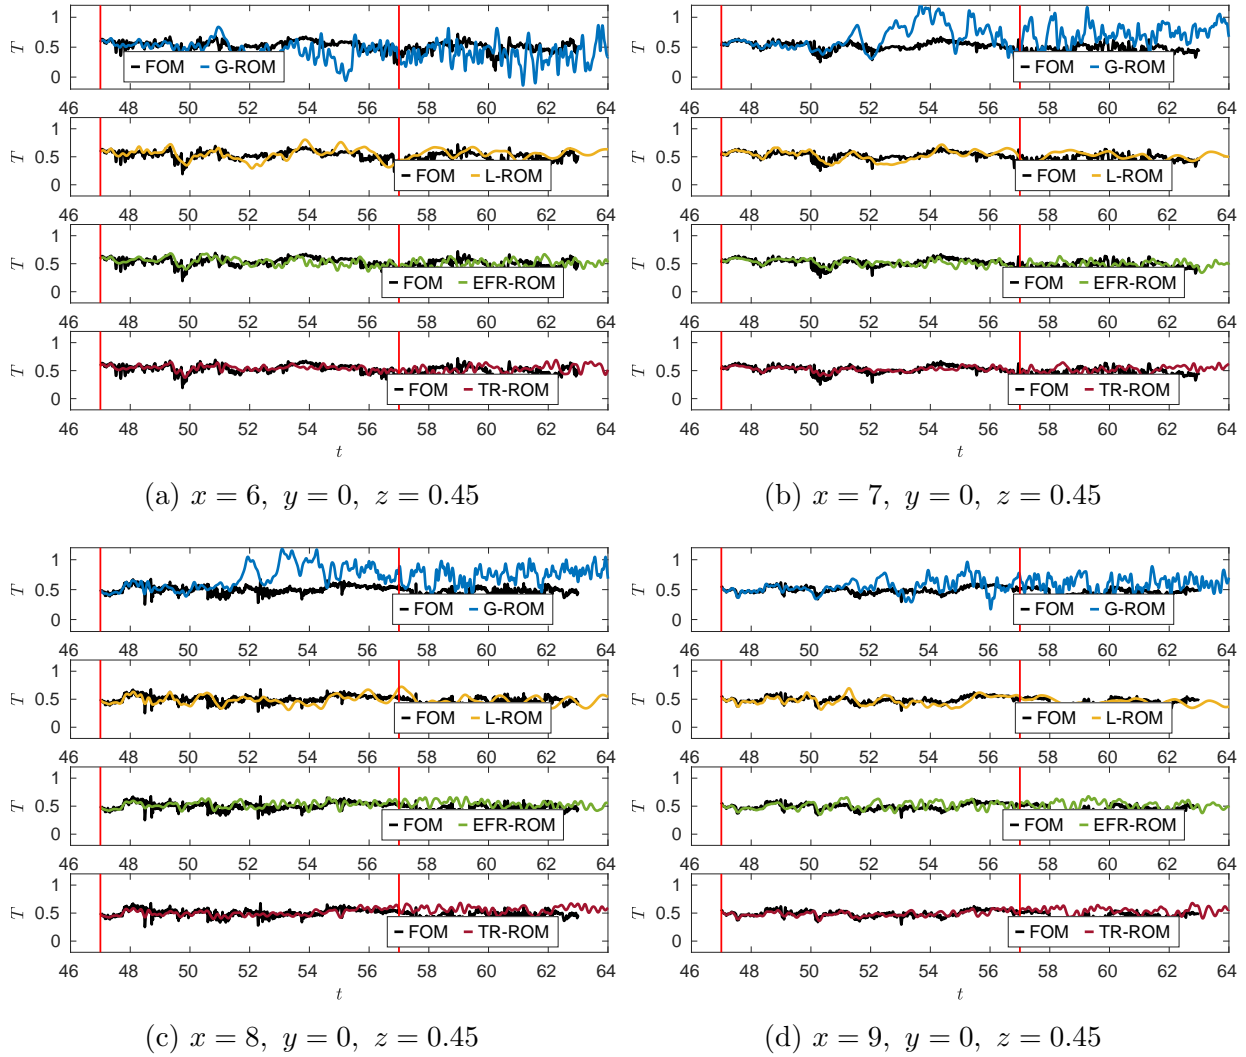 1
T 0.5
0
FOM G-ROM
46 48 50 52 54 56 58 60 62 64
1
T 0.5
0
FOM L-ROM
46 48 50 52 54 56 58 60 62 64
1
T 0.5
0
FOM EFR-ROM
46 48 50 52 54 56 58 60 62 64
1
T 0.5
0
FOM TR-ROM
46 48 50 52 54 56 58 60 62 64
t
(a) x = 6, y = 0, z = 0.45
1
T 0.5
0
FOM G-ROM
46 48 50 52 54 56 58 60 62 64
1
T 0.5
0
FOM L-ROM
46 48 50 52 54 56 58 60 62 64
1
T 0.5
0
FOM EFR-ROM
46 48 50 52 54 56 58 60 62 64
1
T 0.5
0
FOM TR-ROM
46 48 50 52 54 56 58 60 62 64
t
(b) x = 7, y = 0, z = 0.45
1
T 0.5
0
FOM G-ROM
46 48 50 52 54 56 58 60 62 64
1
T 0.5
0
FOM L-ROM
46 48 50 52 54 56 58 60 62 64
1
T 0.5
0
FOM EFR-ROM
46 48 50 52 54 56 58 60 62 64
1
T 0.5
0
FOM TR-ROM
46 48 50 52 54 56 58 60 62 64
t
(c) x = 8, y = 0, z = 0.45
1
T 0.5
0
FOM G-ROM
46 48 50 52 54 56 58 60 62 64
1
T 0.5
0
FOM L-ROM
46 48 50 52 54 56 58 60 62 64
1
T 0.5
0
FOM EFR-ROM
46 48 50 52 54 56 58 60 62 64
1
T 0.5
0
FOM TR-ROM
46 48 50 52 54 56 58 60 62 64
t
(d) x = 9, y = 0, z = 0.45